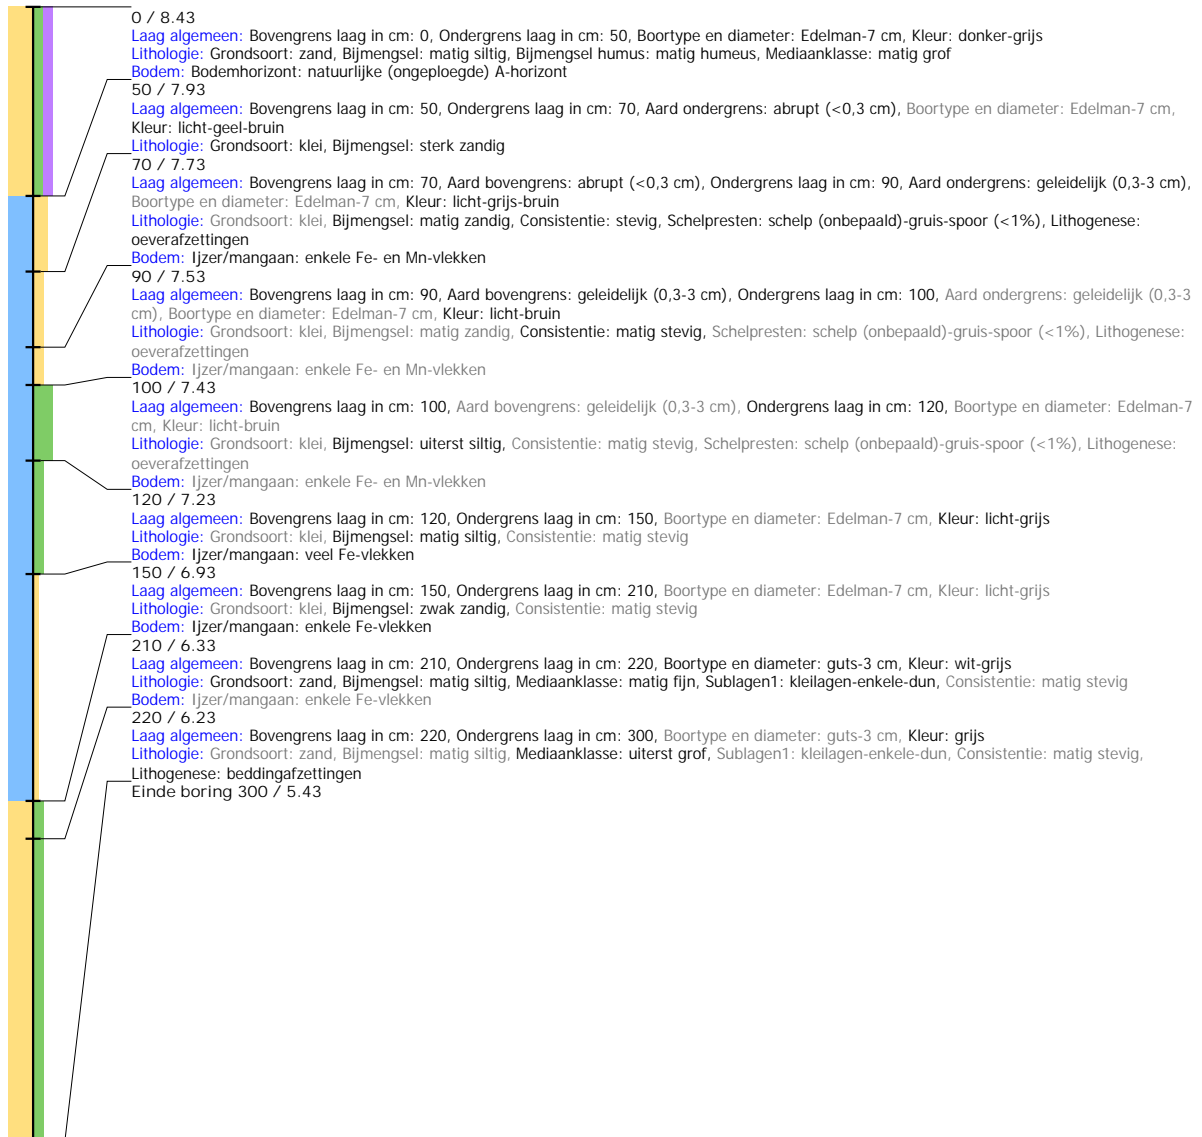 0 / 8.43
Laag algemeen: Bovengrens laag in cm: 0, Ondergrens laag in cm: 50, Boortype en diameter: Edelman-7 cm, Kleur: donker-grijs
Lithologie: Grondsoort: zand, Bijmengsel: matig siltig, Bijmengsel humus: matig humeus, Mediaanklasse: matig grof
Bodem: Bodemhorizont: natuurlijke (ongeploegde) A-horizont
50 / 7.93
Laag algemeen: Bovengrens laag in cm: 50, Ondergrens laag in cm: 70, Aard ondergrens: abrupt (<0,3 cm), Boortype en diameter: Edelman-7 cm,
Kleur: licht-geel-bruin
Lithologie: Grondsoort: klei, Bijmengsel: sterk zandig
70 / 7.73
Laag algemeen: Bovengrens laag in cm: 70, Aard bovengrens: abrupt (<0,3 cm), Ondergrens laag in cm: 90, Aard ondergrens: geleidelijk (0,3-3 cm),
Boortype en diameter: Edelman-7 cm, Kleur: licht-grijs-bruin
Lithologie: Grondsoort: klei, Bijmengsel: matig zandig, Consistentie: stevig, Schelpresten: schelp (onbepaald)-gruis-spoor (<1%), Lithogenese:
oeverafzettingen
Bodem: Ijzer/mangaan: enkele Fe- en Mn-vlekken
90 / 7.53
Laag algemeen: Bovengrens laag in cm: 90, Aard bovengrens: geleidelijk (0,3-3 cm), Ondergrens laag in cm: 100, Aard ondergrens: geleidelijk (0,3-3
cm), Boortype en diameter: Edelman-7 cm, Kleur: licht-bruin
Lithologie: Grondsoort: klei, Bijmengsel: matig zandig, Consistentie: matig stevig, Schelpresten: schelp (onbepaald)-gruis-spoor (<1%), Lithogenese:
oeverafzettingen
Bodem: Ijzer/mangaan: enkele Fe- en Mn-vlekken
100 / 7.43
Laag algemeen: Bovengrens laag in cm: 100, Aard bovengrens: geleidelijk (0,3-3 cm), Ondergrens laag in cm: 120, Boortype en diameter: Edelman-7
cm, Kleur: licht-bruin
Lithologie: Grondsoort: klei, Bijmengsel: uiterst siltig, Consistentie: matig stevig, Schelpresten: schelp (onbepaald)-gruis-spoor (<1%), Lithogenese:
oeverafzettingen
Bodem: Ijzer/mangaan: enkele Fe- en Mn-vlekken
120 / 7.23
Laag algemeen: Bovengrens laag in cm: 120, Ondergrens laag in cm: 150, Boortype en diameter: Edelman-7 cm, Kleur: licht-grijs
Lithologie: Grondsoort: klei, Bijmengsel: matig siltig, Consistentie: matig stevig
Bodem: Ijzer/mangaan: veel Fe-vlekken
150 / 6.93
Laag algemeen: Bovengrens laag in cm: 150, Ondergrens laag in cm: 210, Boortype en diameter: Edelman-7 cm, Kleur: licht-grijs
Lithologie: Grondsoort: klei, Bijmengsel: zwak zandig, Consistentie: matig stevig
Bodem: Ijzer/mangaan: enkele Fe-vlekken
210 / 6.33
Laag algemeen: Bovengrens laag in cm: 210, Ondergrens laag in cm: 220, Boortype en diameter: guts-3 cm, Kleur: wit-grijs
Lithologie: Grondsoort: zand, Bijmengsel: matig siltig, Mediaanklasse: matig fijn, Sublagen1: kleilagen-enkele-dun, Consistentie: matig stevig
Bodem: Ijzer/mangaan: enkele Fe-vlekken
220 / 6.23
Laag algemeen: Bovengrens laag in cm: 220, Ondergrens laag in cm: 300, Boortype en diameter: guts-3 cm, Kleur: grijs
Lithologie: Grondsoort: zand, Bijmengsel: matig siltig, Mediaanklasse: uiterst grof, Sublagen1: kleilagen-enkele-dun, Consistentie: matig stevig,
Lithogenese: beddingafzettingen
Einde boring 300 / 5.43